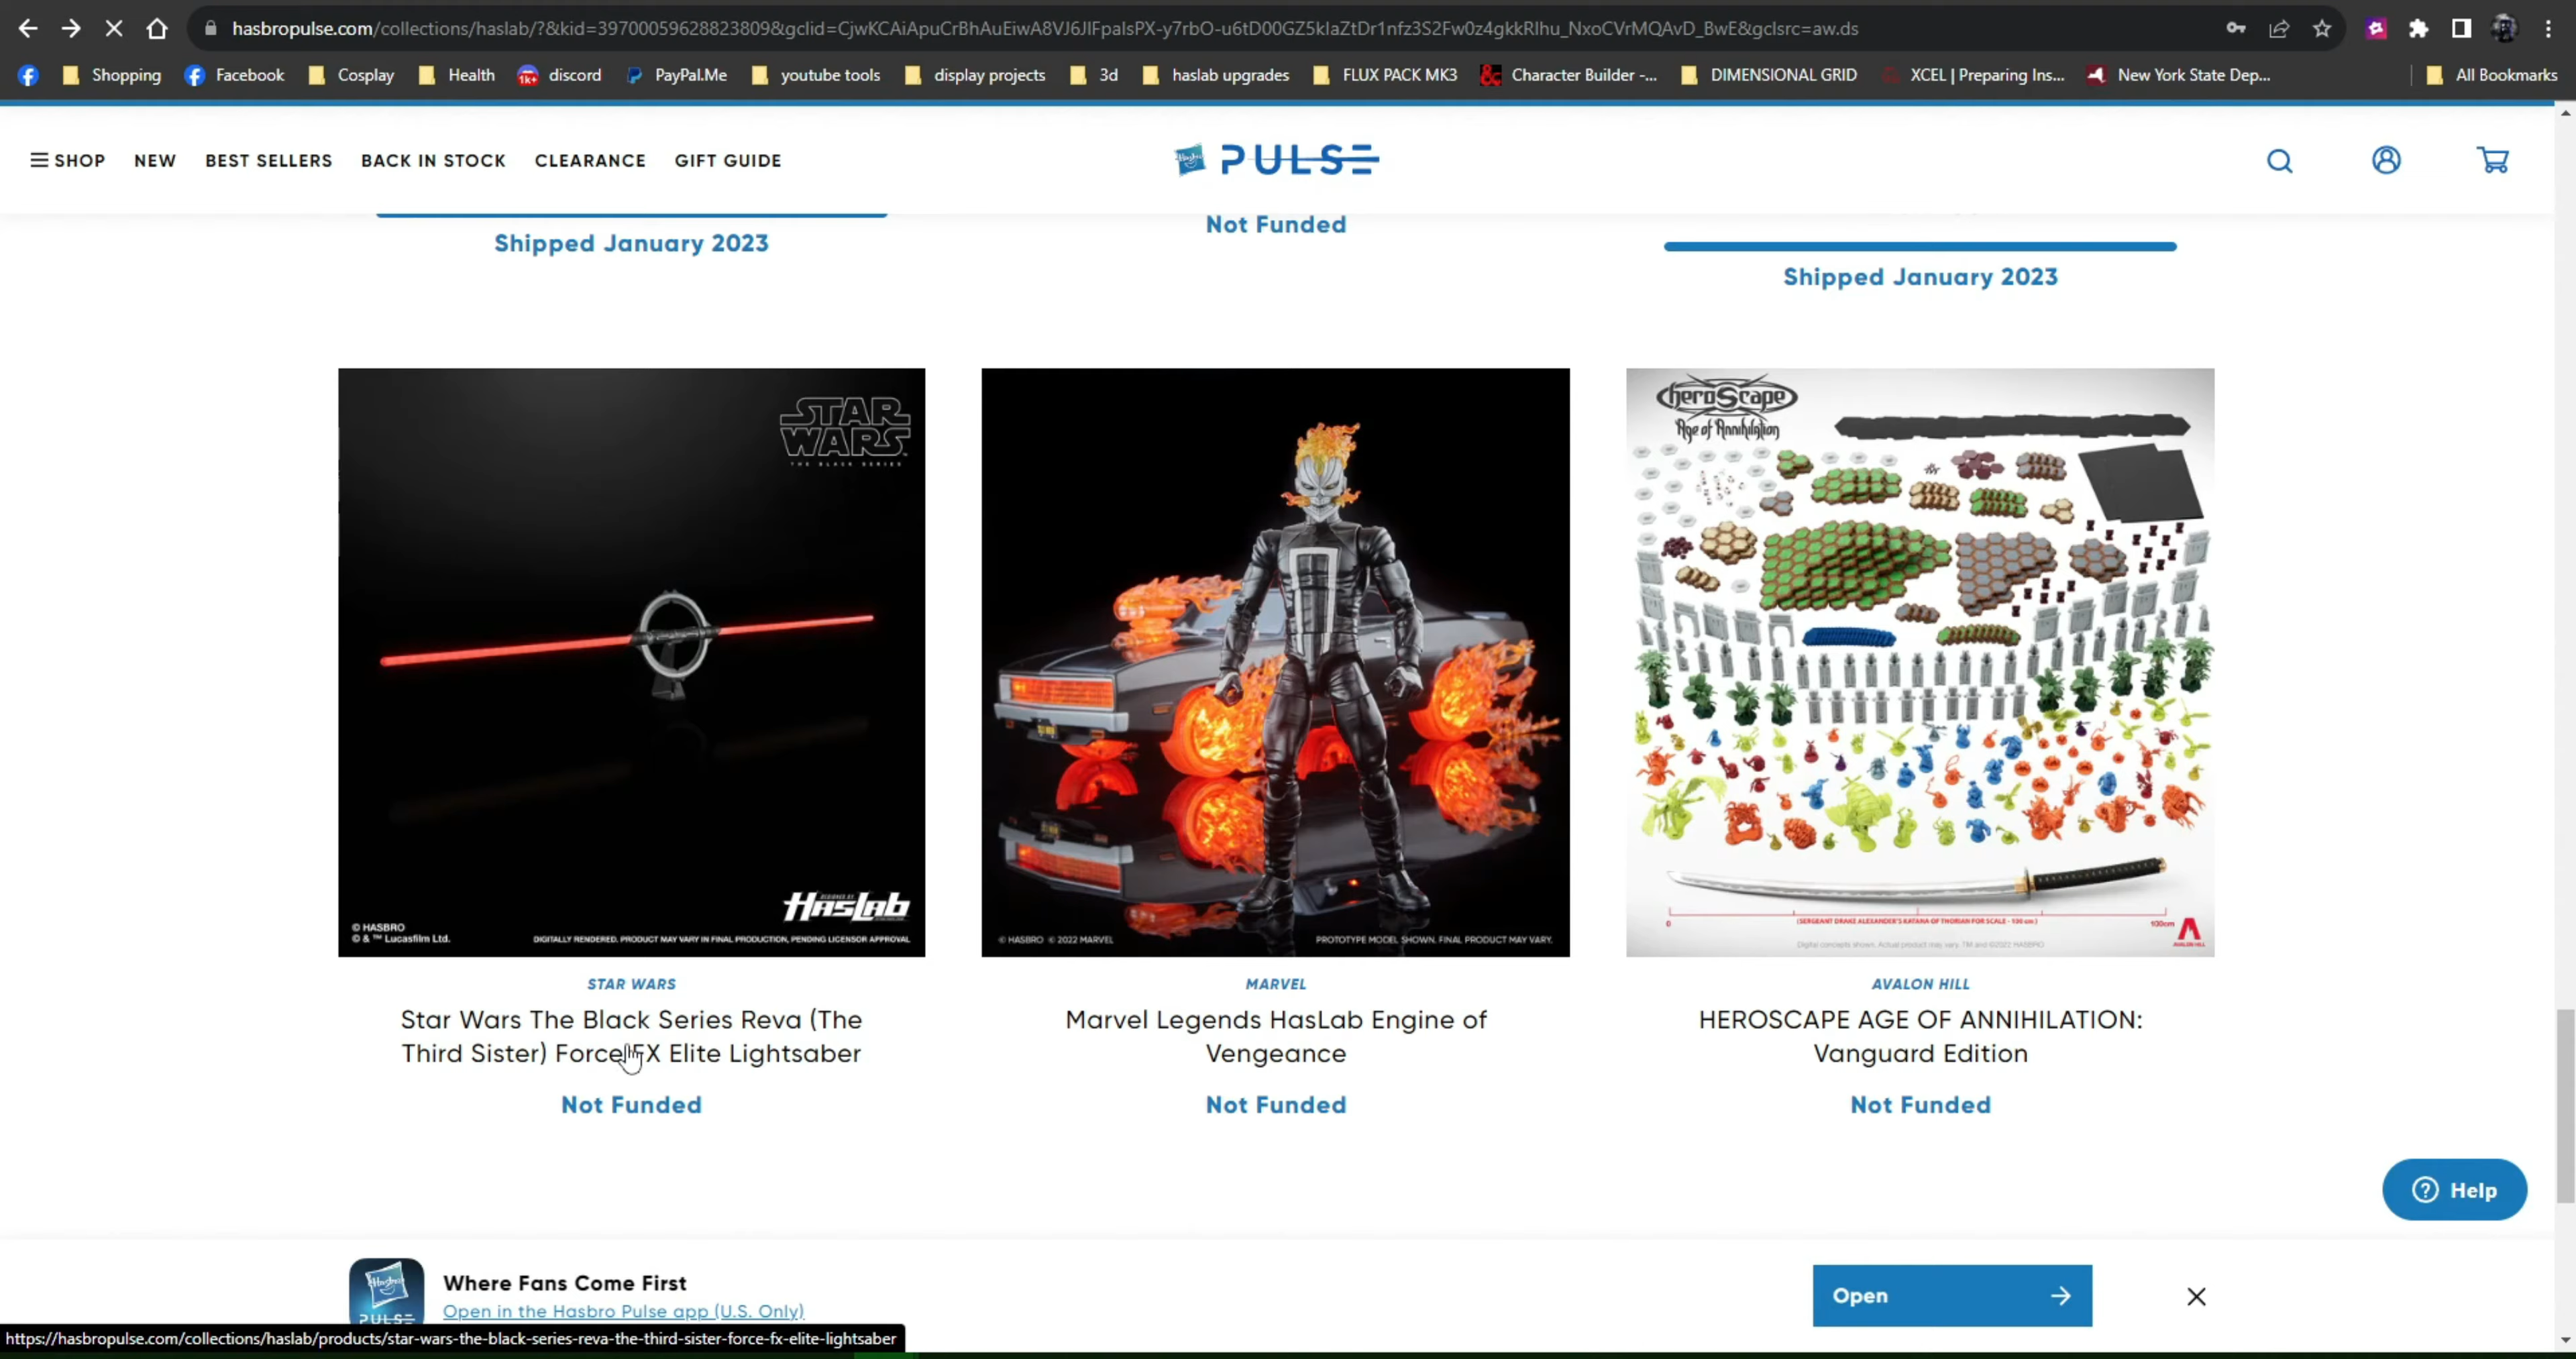 hasbropulse.com/collections/haslab/?&kid=39700059628823809&gclid=CjwKCAiApuCrBhAuEiwA8VJ6JIFpalsPX-y7rbO-u6tD00GZ5klaZtDr1nfz3S2Fw0z4gkkRIhu_NxoCVrMQAvD_BwE&gclsrc=aw.ds
Shopping Facebook Cosplay Health discord PayPal.Me youtube tools display projects 3d haslab upgrades FLUX PACK MK3 Character Builder -... DIMENSIONAL GRID XCEL | Preparing Ins... New York State Dep... All Bookmarks
SHOP NEW BEST SELLERS BACK IN STOCK CLEARANCE GIFT GUIDE
Hasbro PULSE
Shipped January 2023
Not Funded
Shipped January 2023
STAR
WARS
THE BLACK SERIES
HASLAB
© HASBRO
© & ™ Lucasfilm Ltd.
DIGITALLY RENDERED, PRODUCT MAY VARY IN FINAL PRODUCTION, PENDING LICENSOR APPROVAL
STAR WARS
Star Wars The Black Series Reva (The
Third Sister) Force FX Elite Lightsaber
Not Funded
© HASBRO © 2022 MARVEL
PROTOTYPE MODEL SHOWN. FINAL PRODUCT MAY VARY.
MARVEL
Marvel Legends HasLab Engine of
Vengeance
Not Funded
heroScape
Age of Annihilation
0
(SERGEANT DRAKE ALEXANDER'S KATANA OF THORIAN FOR SCALE - 100 cm)
100cm
AVALON HILL
Digital concepts shown. Actual product may vary. TM and ©2022 HASBRO
AVALON HILL
HEROSCAPE AGE OF ANNIHILATION:
Vanguard Edition
Not Funded
Help
Hasbro
PULSE
Where Fans Come First
Open in the Hasbro Pulse app (U.S. Only)
Open
https://hasbropulse.com/collections/haslab/products/star-wars-the-black-series-reva-the-third-sister-force-fx-elite-lightsaber